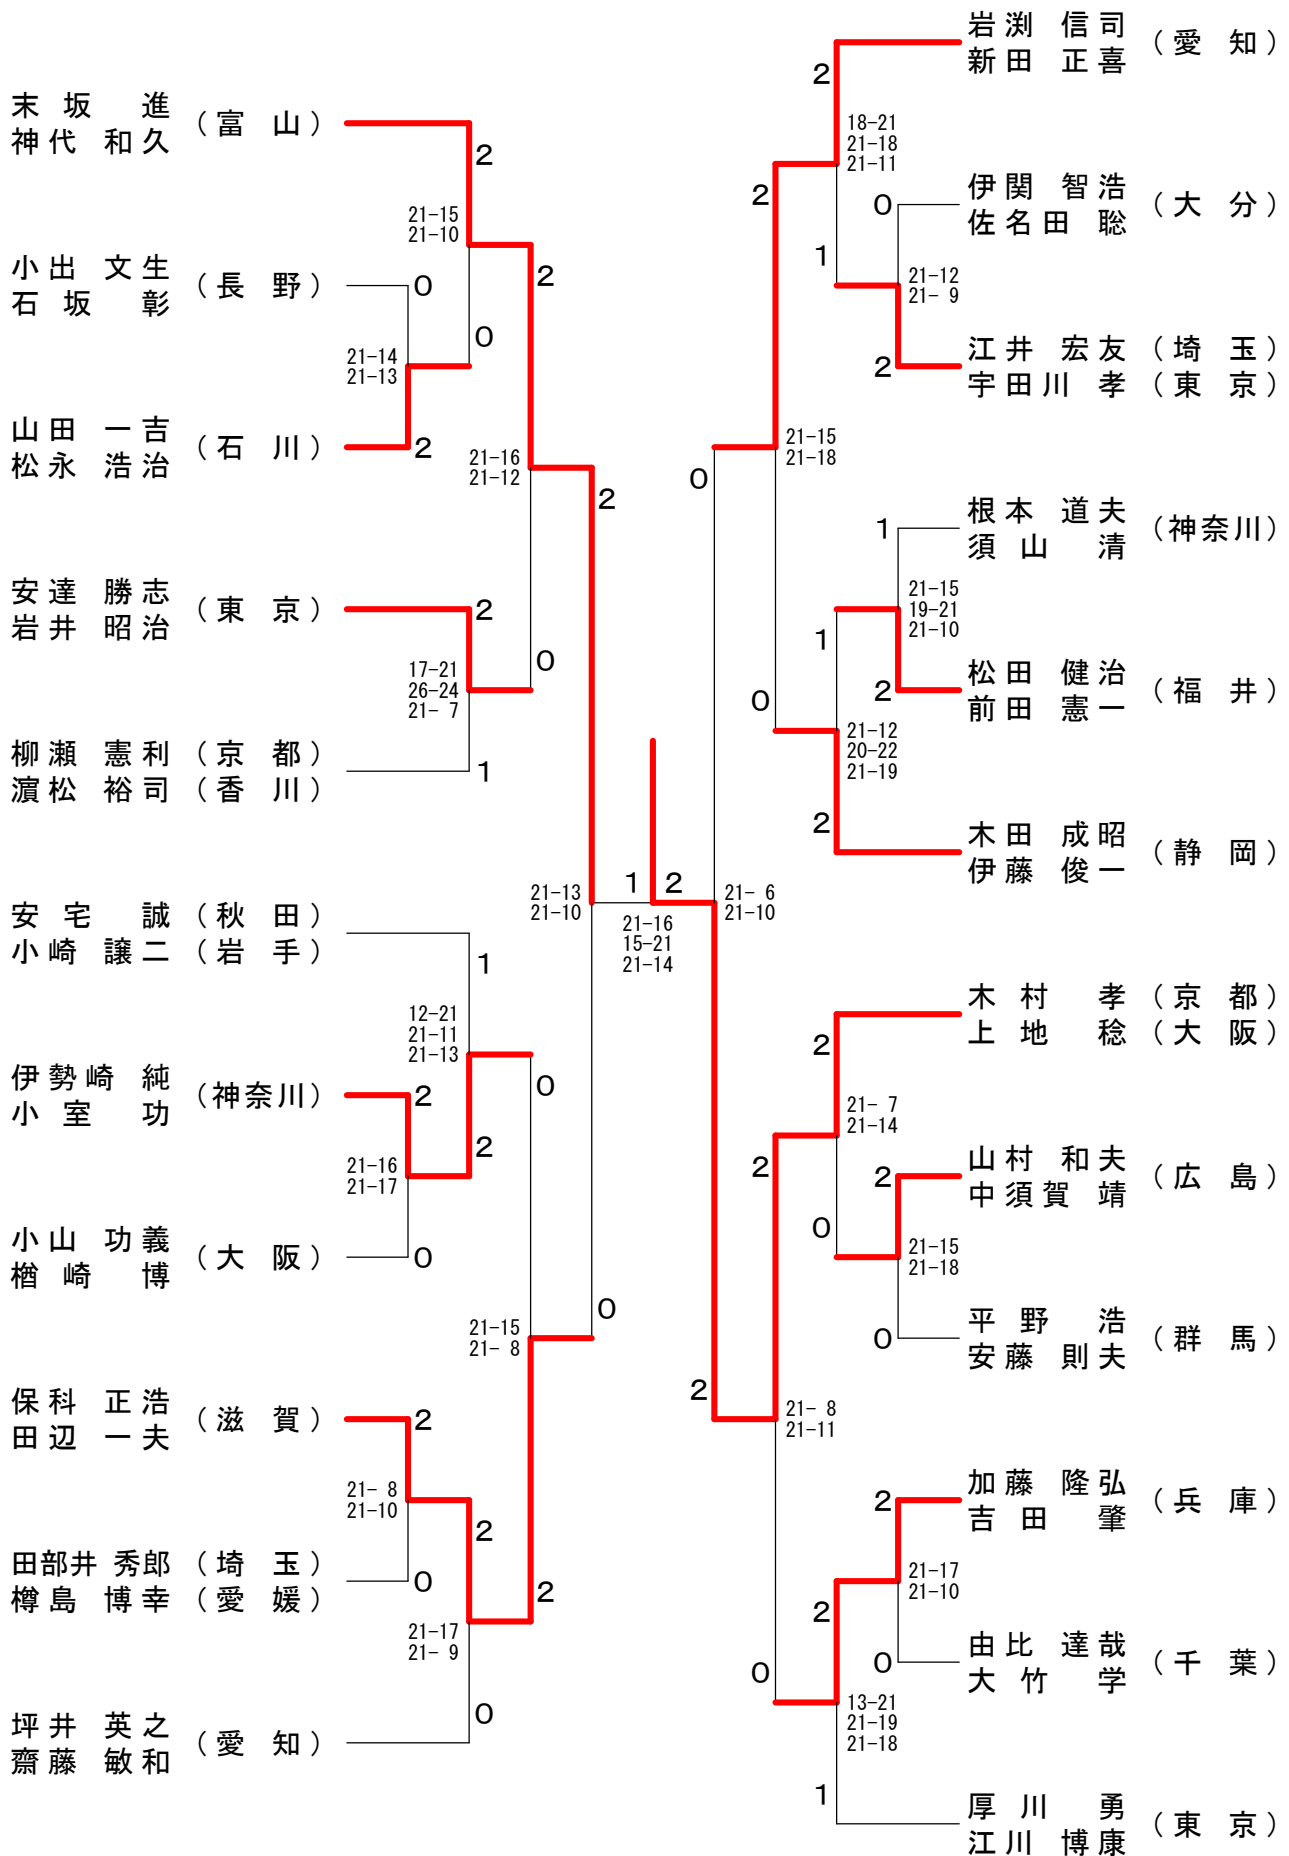 末坂 進
神代 和久
(富 山)
2
21-15
21-10
小出 文生
石坂 彰
(長 野)
0
2
0
21-14
21-13
山田 一吉
松永 浩治
(石 川)
2
21-16
21-12
2
安達 勝志
岩井 昭治
(東 京)
2
0
17-21
26-24
21- 7
柳瀬 憲利 (京 都)
濵松 裕司 (香 川)
1
21-13
21-10
安宅 誠 (秋 田)
小崎 譲二 (岩 手)
1
12-21
21-11
21-13
伊勢崎 純
小室 功
(神奈川)
2
0
2
21-16
21-17
小山 功義
楢崎 博
(大 阪)
0
0
21-15
21- 8
保科 正浩
田辺 一夫
(滋 賀)
2
21- 8
21-10
2
田部井 秀郎 (埼 玉)
樽島 博幸 (愛 媛)
0
2
21-17
21- 9
坪井 英之
齋藤 敏和
(愛 知)
0
1 2
21-16
15-21
21-14
岩渕 信司
新田 正喜
(愛 知)
2
18-21
21-18
21-11
2
伊関 智浩
佐名田 聡
(大 分)
0
1
21-12
21- 9
江井 宏友 (埼 玉)
宇田川 孝 (東 京)
2
21-15
21-18
0
根本 道夫
須山 清
(神奈川)
1
21-15
19-21
21-10
1
松田 健治
前田 憲一
(福 井)
2
0
21-12
20-22
21-19
木田 成昭
伊藤 俊一
(静 岡)
2
21- 6
21-10
木村 孝 (京 都)
上地 稔 (大 阪)
2
21- 7
21-14
2
山村 和夫
中須賀 靖
(広 島)
2
0
21-15
21-18
平野 浩
安藤 則夫
(群 馬)
0
2
21- 8
21-11
加藤 隆弘
吉田 肇
(兵 庫)
2
21-17
21-10
2
由比 達哉
大竹 学
(千 葉)
0
0
13-21
21-19
21-18
厚川 勇
江川 博康
(東 京)
1